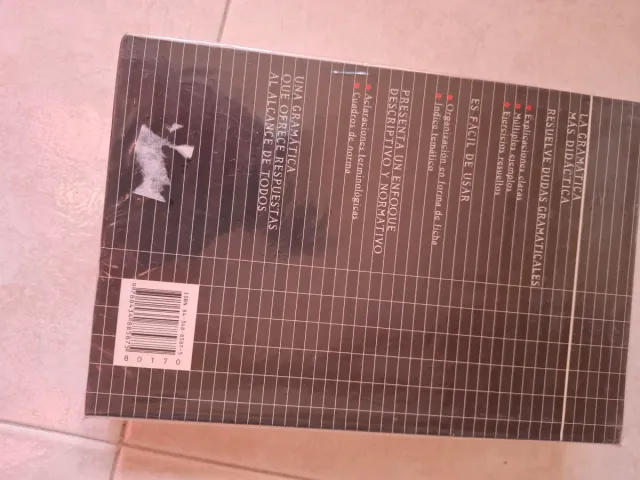 LA GRAMÁTICA
MÁS DIDÁCTICA
RESUELVE DUDAS GRAMATICALES
Explicaciones claras
Múltiples ejemplos
Ejercicios resueltos
ES FÁCIL DE USAR
Organización en forma de ficha
Índice temático
PRESENTA UN ENFOQUE
DESCRIPTIVO Y NORMATIVO
Aclaraciones terminológicas
Cuadros de norma
UNA GRAMÁTICA
QUE OFRECE RESPUESTAS
AL ALCANCE DE TODOS
ISBN
80170